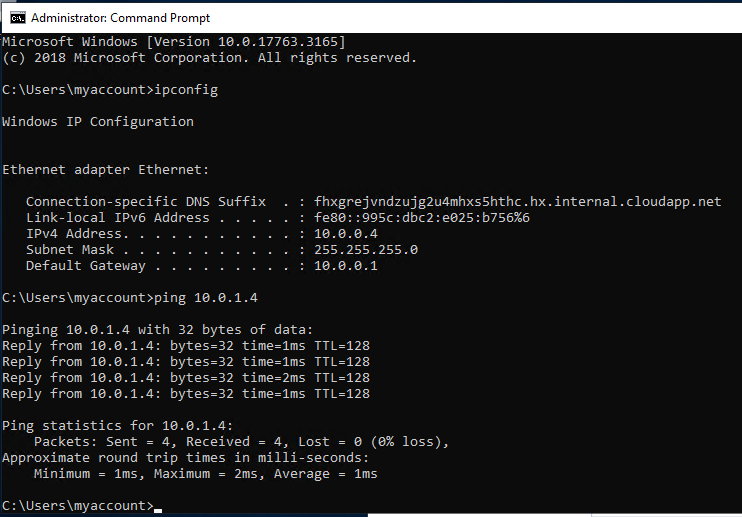 Administrator: Command Prompt
Microsoft Windows [Version 10.0.17763.3165]
(c) 2018 Microsoft Corporation. All rights reserved.
C:\Users\myaccount>ipconfig
Windows IP Configuration
Ethernet adapter Ethernet:
Connection-specific DNS Suffix  . : fhxgrejvndzujg2u4mhxs5hthc.hx.internal.cloudapp.net
Link-local IPv6 Address . . . . . : fe80::995c:dbc2:e025:b756%6
IPv4 Address. . . . . . . . . . . : 10.0.0.4
Subnet Mask . . . . . . . . . . . : 255.255.255.0
Default Gateway . . . . . . . . . : 10.0.0.1
C:\Users\myaccount>ping 10.0.1.4
Pinging 10.0.1.4 with 32 bytes of data:
Reply from 10.0.1.4: bytes=32 time=1ms TTL=128
Reply from 10.0.1.4: bytes=32 time=1ms TTL=128
Reply from 10.0.1.4: bytes=32 time=2ms TTL=128
Reply from 10.0.1.4: bytes=32 time=1ms TTL=128
Ping statistics for 10.0.1.4:
Packets: Sent = 4, Received = 4, Lost = 0 (0% loss),
Approximate round trip times in milli-seconds:
Minimum = 1ms, Maximum = 2ms, Average = 1ms
C:\Users\myaccount>